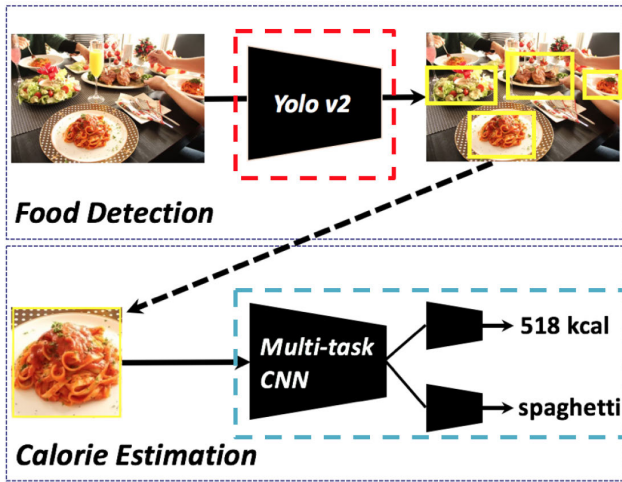 Yolo v2
Food Detection
Multi-task
CNN
518 kcal
spaghetti
Calorie Estimation